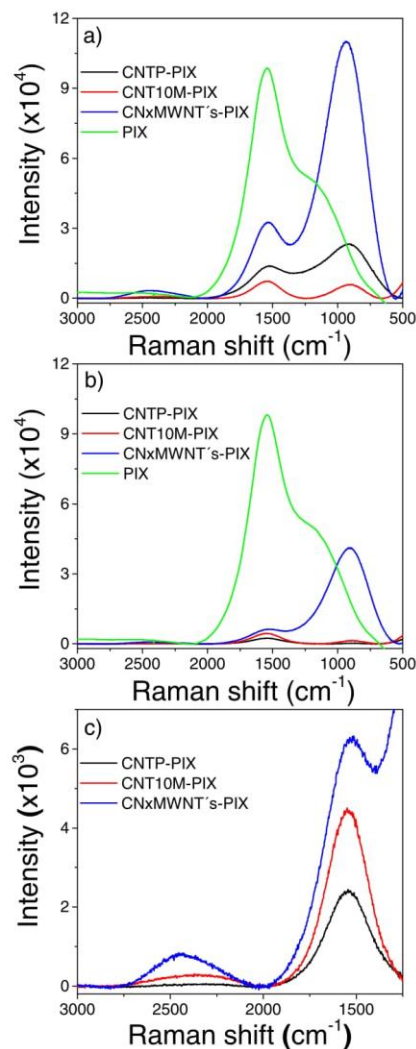 a)
CNTP-PIX
CNT10M-PIX
CNxMWNT´s-PIX
PIX
Intensity (x10⁴)
12
9
6
3
0
3000 2500 2000 1500 1000 500
Raman shift (cm⁻¹)
b)
CNTP-PIX
CNT10M-PIX
CNxMWNT´s-PIX
PIX
Intensity (x10⁴)
12
9
6
3
0
3000 2500 2000 1500 1000 500
Raman shift (cm⁻¹)
c)
CNTP-PIX
CNT10M-PIX
CNxMWNT´s-PIX
Intensity (x10³)
6
4
2
0
3000 2500 2000 1500
Raman shift (cm⁻¹)